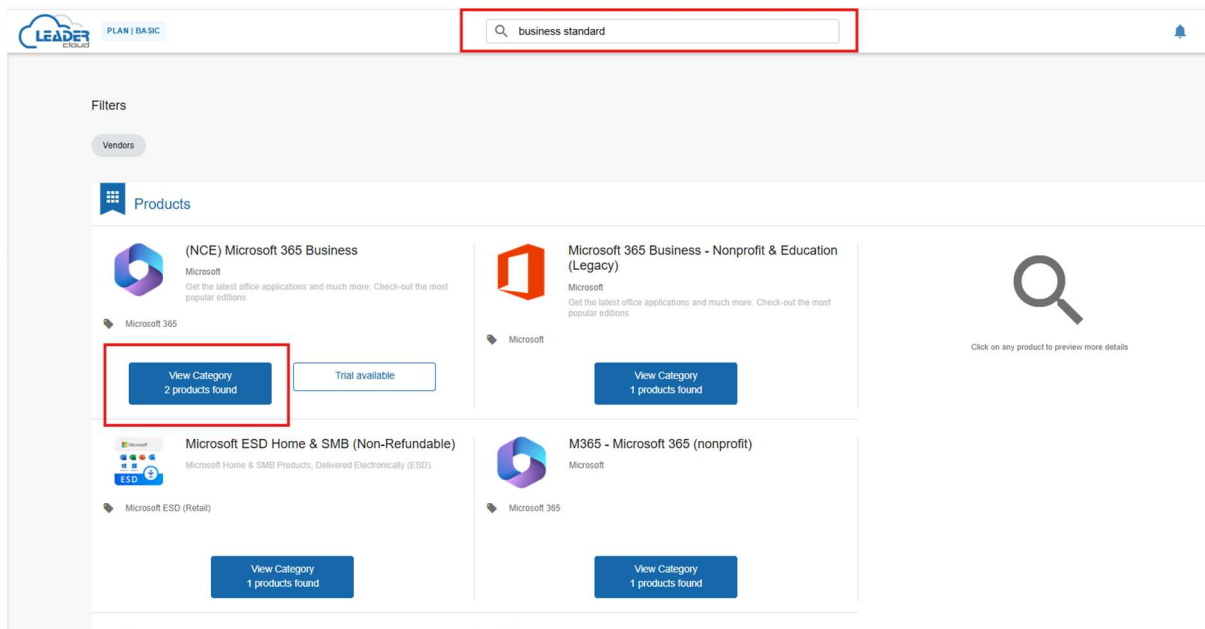 LEADER
cloud
PLAN | BASIC
business standard
Filters
Vendors
Products
(NCE) Microsoft 365 Business
Microsoft
Get the latest office applications and much more. Check-out the most
popular editions
Microsoft 365
View Category
2 products found
Trial available
Microsoft 365 Business - Nonprofit & Education
(Legacy)
Microsoft
Get the latest office applications and much more. Check-out the most
popular editions
Microsoft
View Category
1 products found
Click on any product to preview more details
Microsoft
ESD
Microsoft ESD Home & SMB (Non-Refundable)
Microsoft Home & SMB Products, Delivered Electronically (ESD).
Microsoft ESD (Retail)
View Category
1 products found
M365 - Microsoft 365 (nonprofit)
Microsoft
Microsoft 365
View Category
1 products found